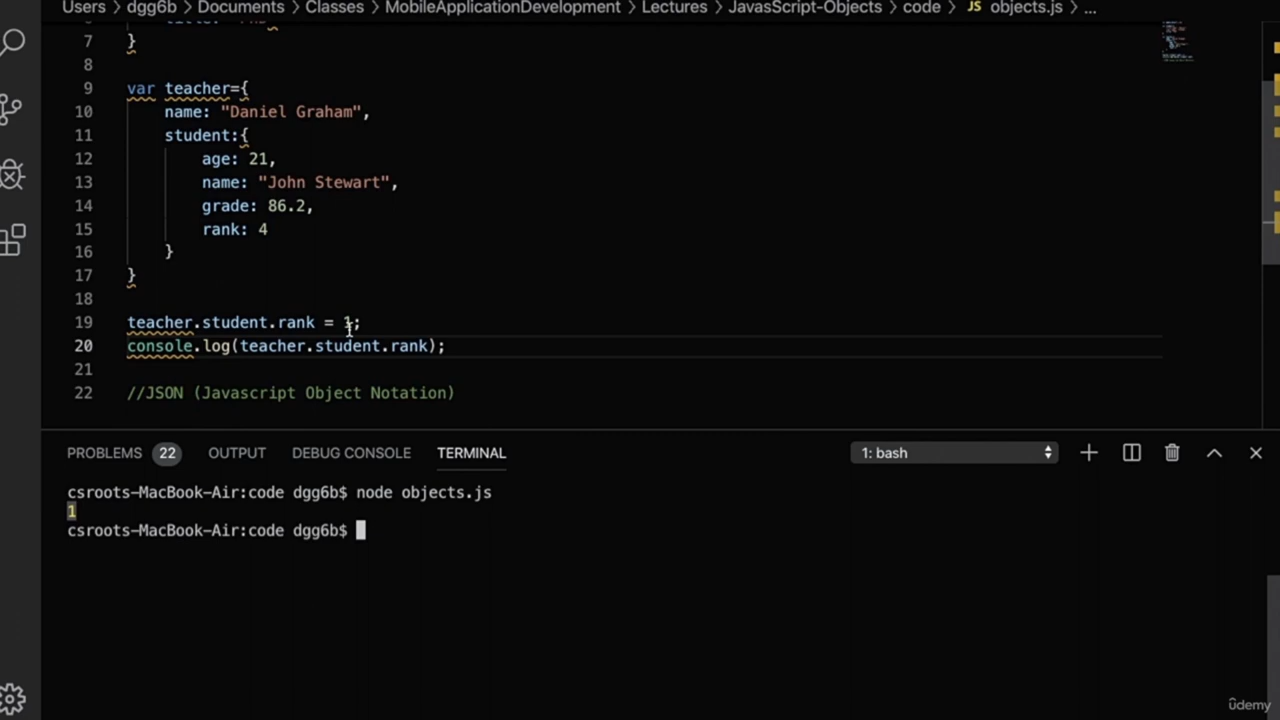 Users > dgg6b > Documents > Classes > MobileApplicationDevelopment > Lectures > JavasScript-Objects > code > JS objects.js > ...
7 }
8
9 var teacher={
10 name: "Daniel Graham",
11 student:{
12 age: 21,
13 name: "John Stewart",
14 grade: 86.2,
15 rank: 4
16 }
17 }
18
19 teacher.student.rank = 1;
20 console.log(teacher.student.rank);
21
22 //JSON (Javascript Object Notation)
PROBLEMS 22 OUTPUT DEBUG CONSOLE TERMINAL 1: bash
csroots-MacBook-Air:code dgg6b$ node objects.js
1
csroots-MacBook-Air:code dgg6b$
ûdemy